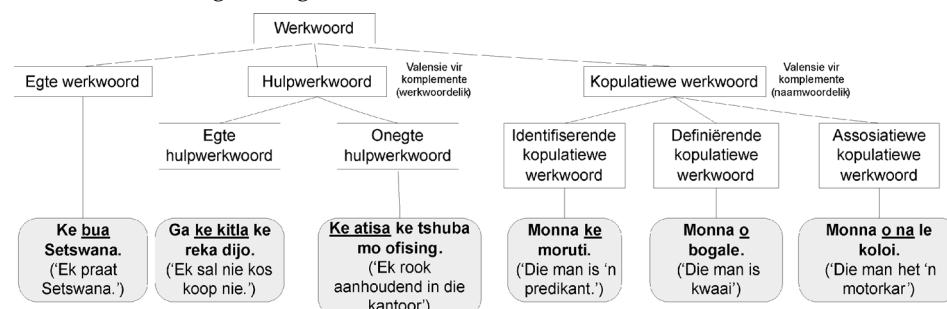 Werkwoord
Egte werkwoord
Hulpwerkwoord
Valensie vir
komplemente
(werkwoordelik)
Kopulatiewe werkwoord
Valensie vir
komplemente
(naamwoordelik)
Egte
hulpwerkwoord
Onegte
hulpwerkwoord
Identifiserende
kopulatiewe
werkwoord
Definiërende
kopulatiewe
werkwoord
Assosiatiewe
kopulatiewe
werkwoord
Ke bua
Setswana.
('Ek praat
Setswana.')
Ga ke kitla ke
reka dijo.
('Ek sal nie kos
koop nie.')
Ke atisa ke tshuba
mo ofising.
('Ek rook
aanhoudend in die
kantoor')
Monna ke
moruti.
('Die man is 'n
predikant.')
Monna o
bogale.
('Die man is
kwaai')
Monna o na le
koloi.
('Die man het 'n
motorkar')